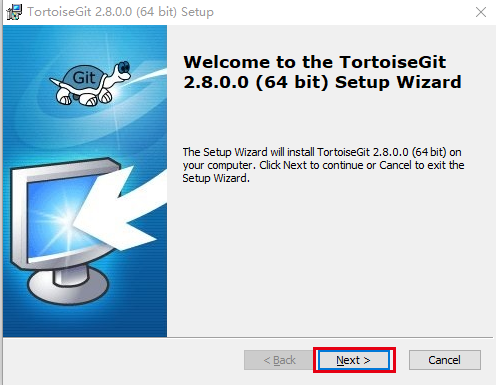 TortoiseGit 2.8.0.0 (64 bit) Setup
Git
Welcome to the TortoiseGit
2.8.0.0 (64 bit) Setup Wizard
The Setup Wizard will install TortoiseGit 2.8.0.0 (64 bit) on
your computer. Click Next to continue or Cancel to exit the
Setup Wizard.
< Back
Next >
Cancel